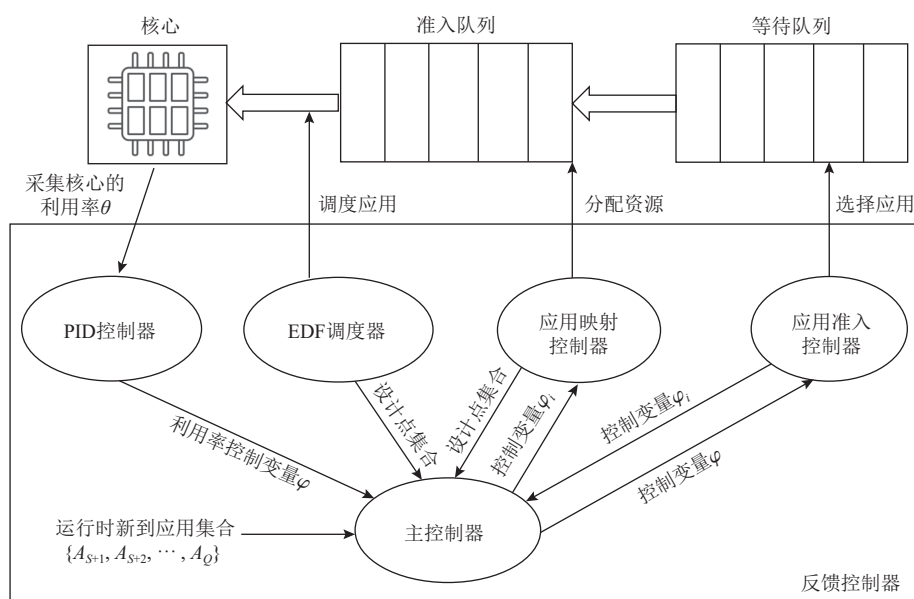 核心
准入队列
等待队列
采集核心的
利用率θ
调度应用
分配资源
选择应用
PID控制器
EDF调度器
应用映射
控制器
应用准入
控制器
利用率控制变量φ
设计点集合
设计点集合
控制变量φi
控制变量φi
控制变量φ
运行时新到应用集合
{AS+1, AS+2, ⋯, AQ}
主控制器
反馈控制器